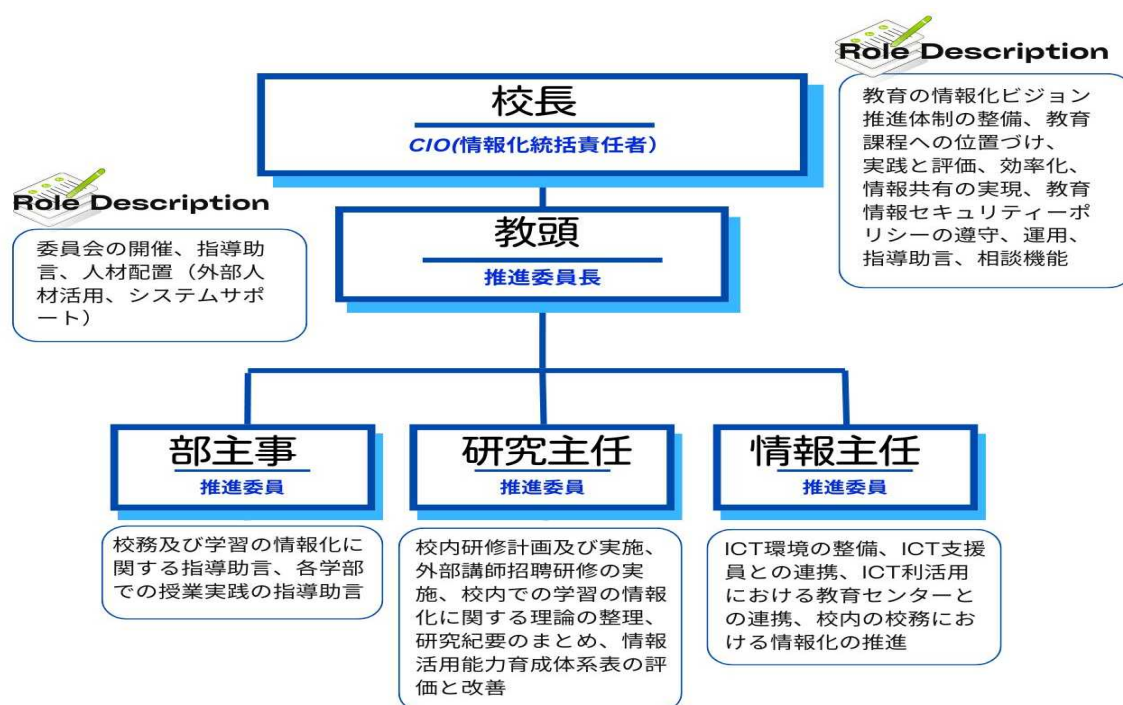 Role Description
校長
CIO(情報化統括責任者)
教育の情報化ビジョン
推進体制の整備、教育
課程への位置づけ、
実践と評価、効率化、
情報共有の実現、教育
情報セキュリティーポ
リシーの遵守、運用、
指導助言、相談機能
Role Description
委員会の開催、指導助
言、人材配置（外部人
材活用、システムサポ
ート）
教頭
推進委員長
部主事
推進委員
校務及び学習の情報化に
関する指導助言、各学部
での授業実践の指導助言
研究主任
推進委員
校内研修計画及び実施、
外部講師招聘研修の実
施、校内での学習の情報
化に関する理論の整理、
研究紀要のまとめ、情報
活用能力育成体系表の評
価と改善
情報主任
推進委員
ICT環境の整備、ICT支援
員との連携、ICT利活用
における教育センターと
の連携、校内の校務にお
ける情報化の推進